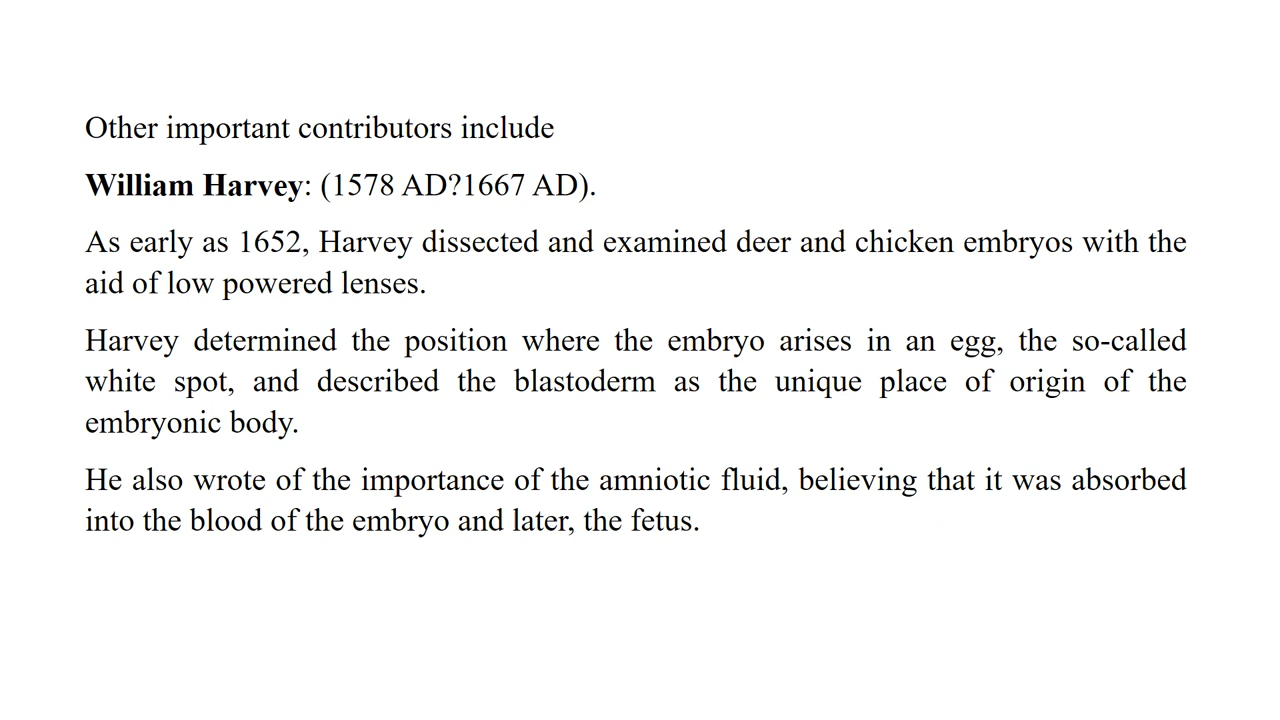 Other important contributors include
William Harvey: (1578 AD?1667 AD).
As early as 1652, Harvey dissected and examined deer and chicken embryos with the
aid of low powered lenses.
Harvey determined the position where the embryo arises in an egg, the so-called
white spot, and described the blastoderm as the unique place of origin of the
embryonic body.
He also wrote of the importance of the amniotic fluid, believing that it was absorbed
into the blood of the embryo and later, the fetus.